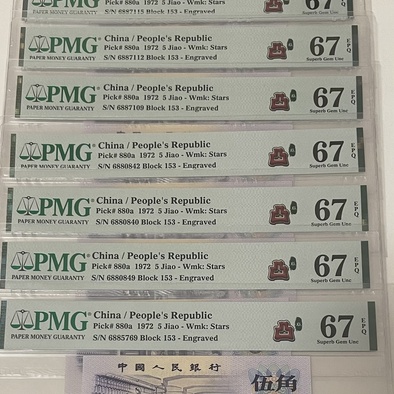 Pick# 880a 1972 5 Jiao - Wmk: Stars
PAPER MONEY GUARANTY S/N 6887115 Block 153 - Engraved
67 EPQ
Superb Gem Unc
PMG China / People's Republic
Pick# 880a 1972 5 Jiao - Wmk: Stars
PAPER MONEY GUARANTY S/N 6887112 Block 153 - Engraved
67 EPQ
Superb Gem Unc
PMG China / People's Republic
Pick# 880a 1972 5 Jiao - Wmk: Stars
PAPER MONEY GUARANTY S/N 6887109 Block 153 - Engraved
67 EPQ
Superb Gem Unc
PMG China / People's Republic
Pick# 880a 1972 5 Jiao - Wmk: Stars
PAPER MONEY GUARANTY S/N 6880842 Block 153 - Engraved
67 EPQ
Superb Gem Unc
PMG China / People's Republic
Pick# 880a 1972 5 Jiao - Wmk: Stars
PAPER MONEY GUARANTY S/N 6880840 Block 153 - Engraved
67 EPQ
Superb Gem Unc
PMG China / People's Republic
Pick# 880a 1972 5 Jiao - Wmk: Stars
PAPER MONEY GUARANTY S/N 6880849 Block 153 - Engraved
67 EPQ
Superb Gem Unc
PMG China / People's Republic
Pick# 880a 1972 5 Jiao - Wmk: Stars
PAPER MONEY GUARANTY S/N 6885769 Block 153 - Engraved
67 EPQ
Superb Gem Unc
中国人民银行
伍角